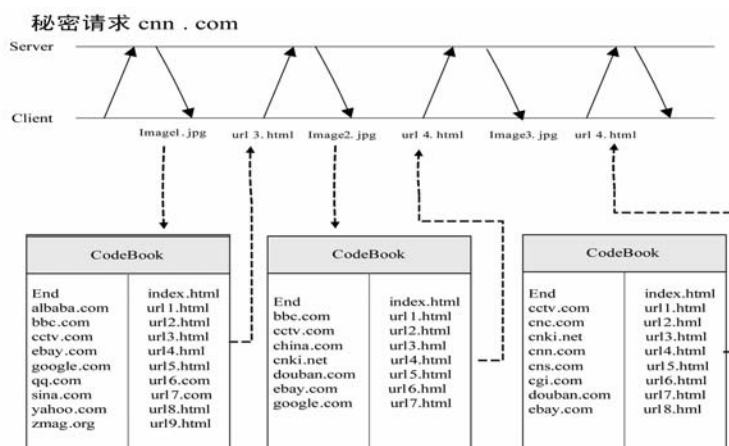 秘密请求 cnn . com
Server
Client
Image1. jpg url 3. html Image2. jpg url 4. html Image3. jpg url 4. html
CodeBook
End index.html
albaba.com url1.html
bbc.com url2.html
cctv.com url3.html
ebay.com url4.hml
google.com url5.html
qq.com url6.com
sina.com url7.com
yahoo.com url8.html
zmag.org url9.html
CodeBook
End index.html
bbc.com url1.html
cctv.com url2.html
china.com url3.hml
cnki.net url4.html
douban.com url5.html
ebay.com url6.hml
google.com url7.html
CodeBook
End index.html
cctv.com url1.html
cnc.com url2.hml
cnki.net url3.html
cnn.com url4.html
cns.com url5.html
cgi.com url6.html
douban.com url7.html
ebay.com url8.hml